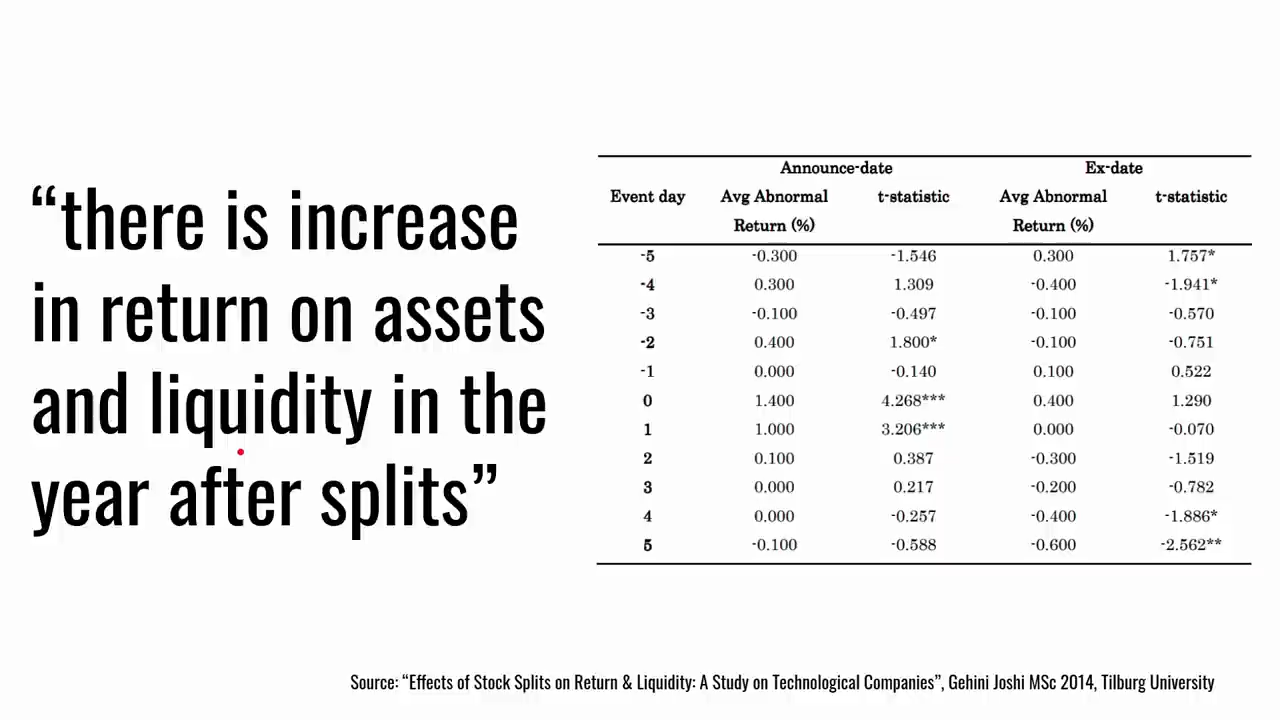 “there is increase
in return on assets
and liquidity in the
year after splits”
Announce-date Ex-date
Event day Avg Abnormal t-statistic Avg Abnormal t-statistic
Return (%) Return (%)
-5 -0.300 -1.546 0.300 1.757*
-4 0.300 1.309 -0.400 -1.941*
-3 -0.100 -0.497 -0.100 -0.570
-2 0.400 1.800* -0.100 -0.751
-1 0.000 -0.140 0.100 0.522
0 1.400 4.268*** 0.400 1.290
1 1.000 3.206*** 0.000 -0.070
2 0.100 0.387 -0.300 -1.519
3 0.000 0.217 -0.200 -0.782
4 0.000 -0.257 -0.400 -1.886*
5 -0.100 -0.588 -0.600 -2.562**
Source: “Effects of Stock Splits on Return & Liquidity: A Study on Technological Companies”, Gehini Joshi MSc 2014, Tilburg University